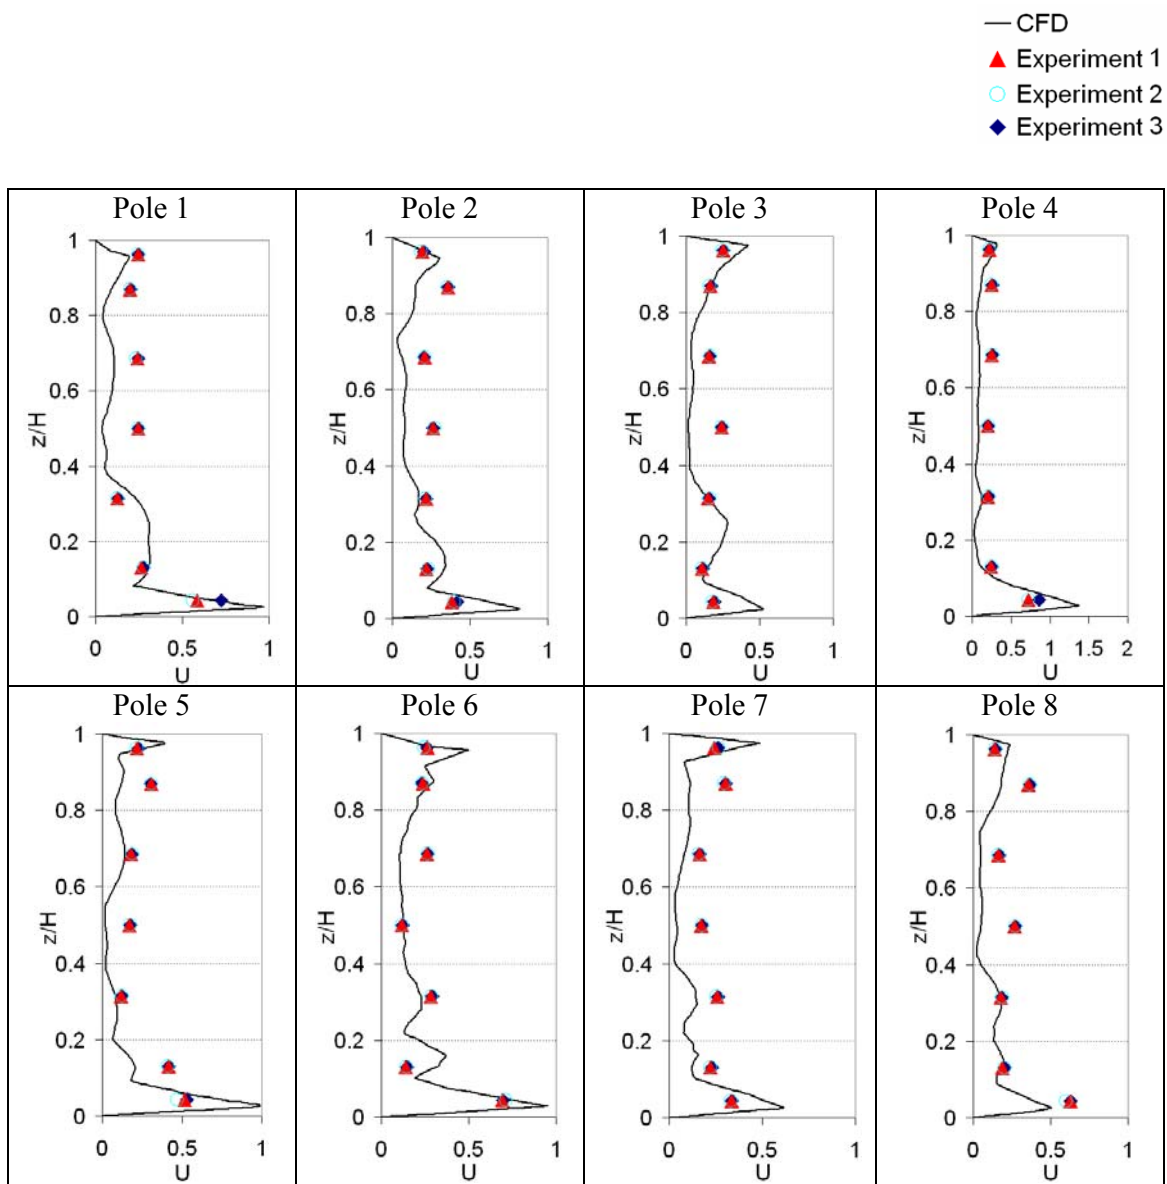 CFD
Experiment 1
Experiment 2
Experiment 3
Pole 1
1
0.8
0.6
0.4
0.2
0
z/H
0 0.5 1
U
Pole 2
1
0.8
0.6
0.4
0.2
0
z/H
0 0.5 1
U
Pole 3
1
0.8
0.6
0.4
0.2
0
z/H
0 0.5 1
U
Pole 4
1
0.8
0.6
0.4
0.2
0
z/H
0 0.5 1 1.5 2
U
Pole 5
1
0.8
0.6
0.4
0.2
0
z/H
0 0.5 1
U
Pole 6
1
0.8
0.6
0.4
0.2
0
z/H
0 0.5 1
U
Pole 7
1
0.8
0.6
0.4
0.2
0
z/H
0 0.5 1
U
Pole 8
1
0.8
0.6
0.4
0.2
0
z/H
0 0.5 1
U